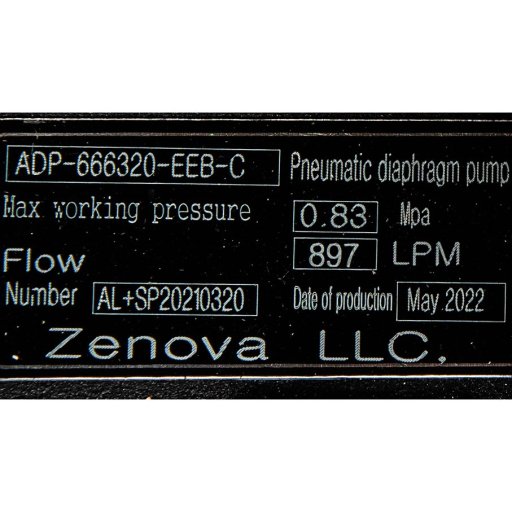 ADP-666320-EEB-C Pneumatic diaphragm pump
Max working pressure 0.83 Mpa
Flow 897 LPM
Number AL+SP20210320 Date of production May 2022
Zenova LLC.